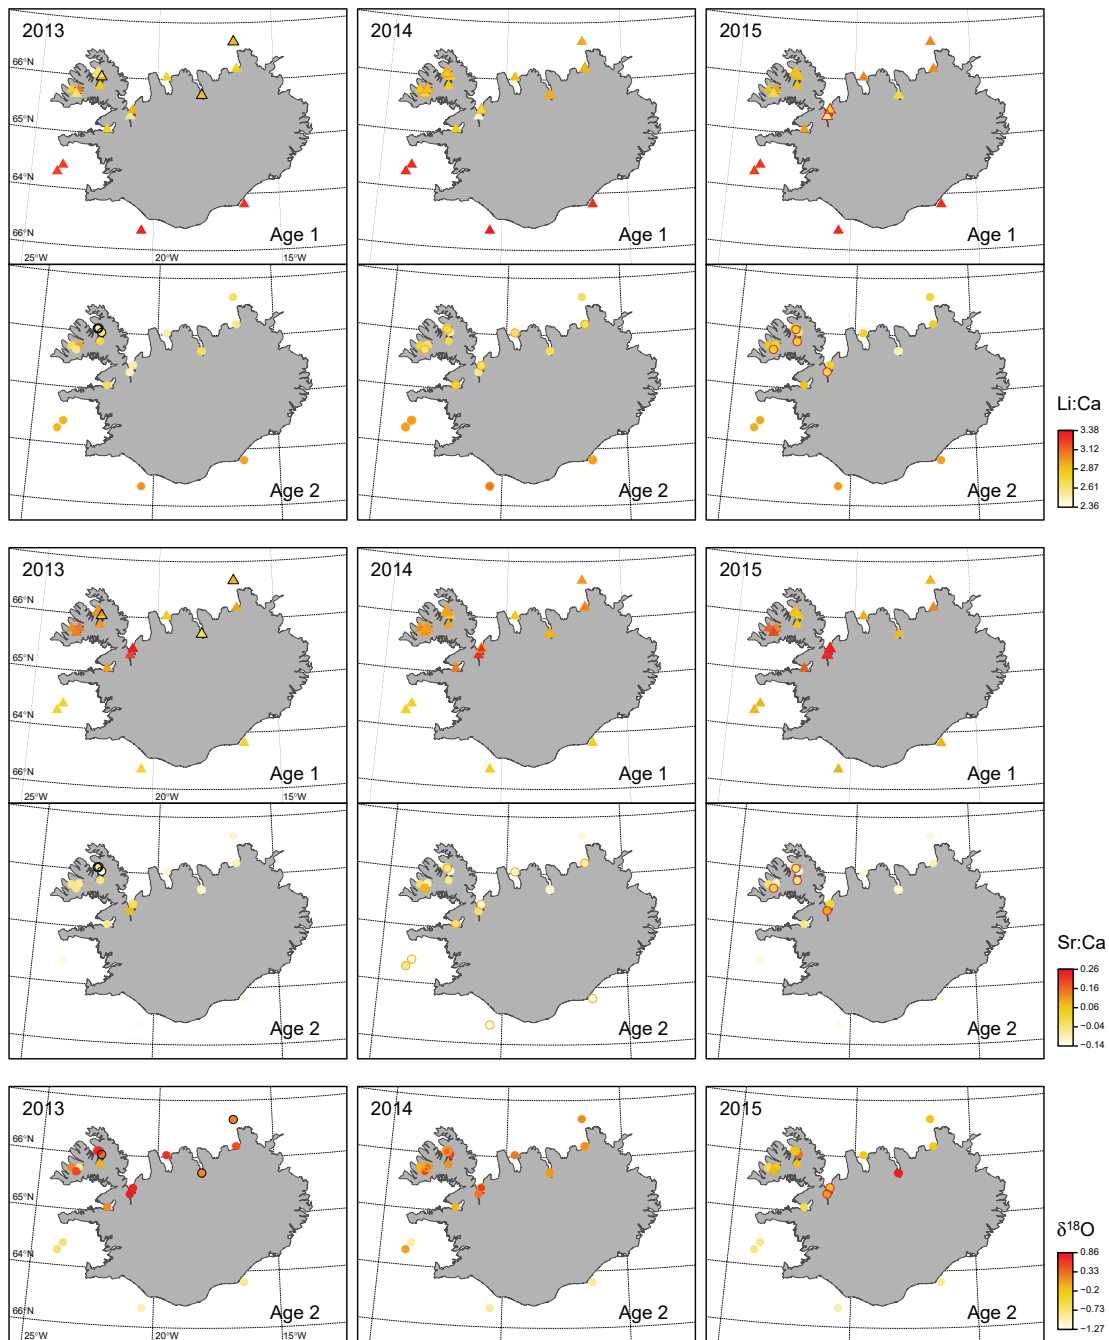 2013
2014
2015
66°N
65°N
64°N
66°N
25°W
20°W
15°W
Age 1
Age 1
Age 1
Age 2
Age 2
Age 2
Li:Ca
3.38
3.12
2.87
2.61
2.36
2013
2014
2015
66°N
65°N
64°N
66°N
25°W
20°W
15°W
Age 1
Age 1
Age 1
Age 2
Age 2
Age 2
Sr:Ca
0.26
0.16
0.06
−0.04
−0.14
2013
2014
2015
66°N
65°N
64°N
66°N
25°W
20°W
15°W
Age 2
Age 2
Age 2
δ¹⁸O
0.86
0.33
−0.2
−0.73
−1.27